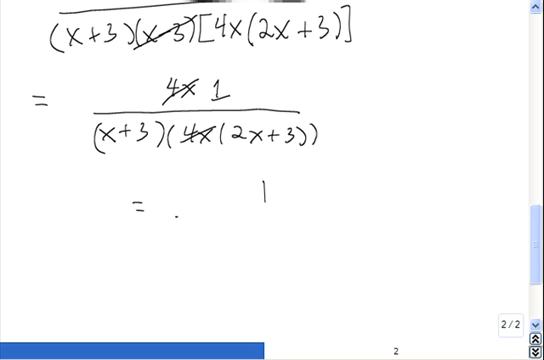 (x+3)(x-3)[4x(2x+3)]
= 4x 1
(x+3)(4x(2x+3))
= . 1
2/2
2